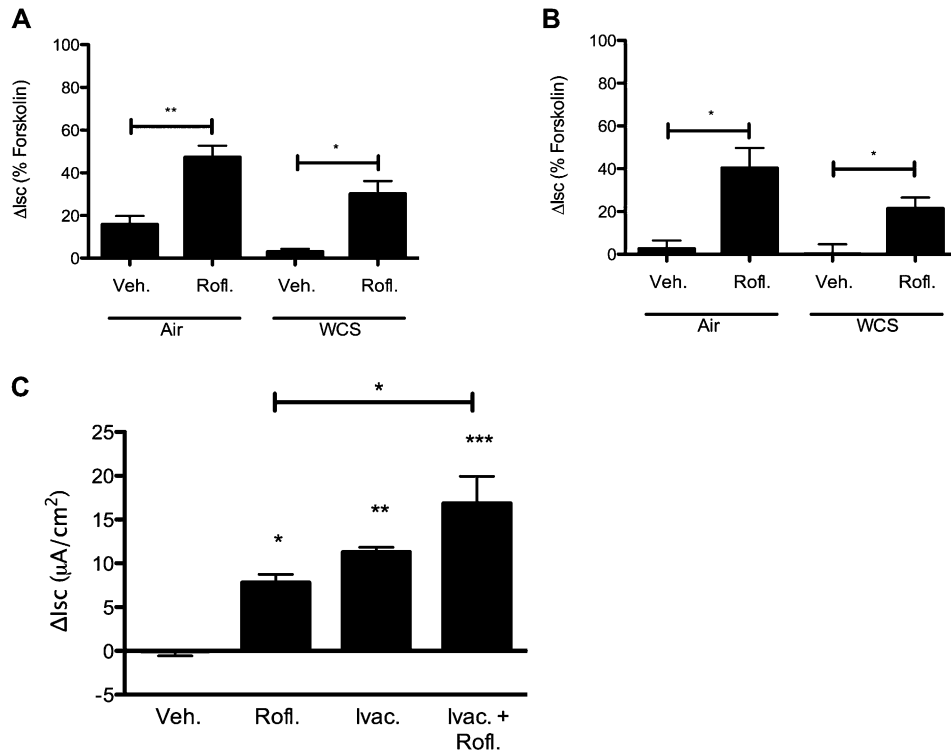 A
ΔIsc (% Forskolin)
100
80
60
40
20
0
**
*
Veh. Rofl. Veh. Rofl.
Air WCS
B
ΔIsc (% Forskolin)
100
80
60
40
20
0
*
*
Veh. Rofl. Veh. Rofl.
Air WCS
C
ΔIsc (μA/cm²)
25
20
15
10
5
0
-5
*
*
**
***
Veh. Rofl. Ivac. Ivac. +
Rofl.